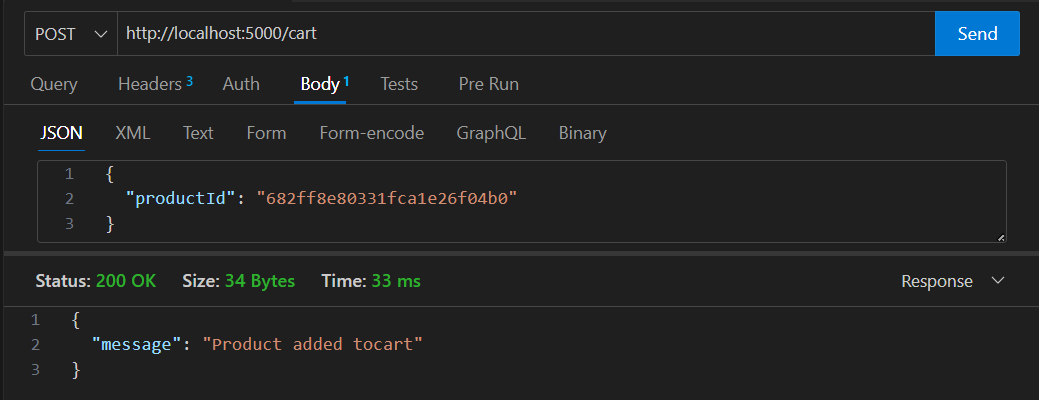 POST http://localhost:5000/cart Send
Query Headers 3 Auth Body 1 Tests Pre Run
JSON XML Text Form Form-encode GraphQL Binary
1 {
2 "productId": "682ff8e80331fca1e26f04b0"
3 }
Status: 200 OK Size: 34 Bytes Time: 33 ms Response
1 {
2 "message": "Product added tocart"
3 }